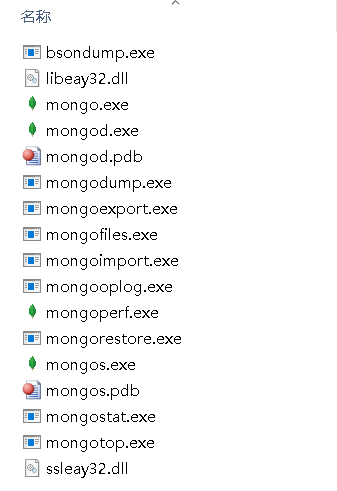 名称
bsondump.exe
libeay32.dll
mongo.exe
mongod.exe
mongod.pdb
mongodump.exe
mongoexport.exe
mongofiles.exe
mongoimport.exe
mongooplog.exe
mongoperf.exe
mongorestore.exe
mongos.exe
mongos.pdb
mongostat.exe
mongotop.exe
ssleay32.dll